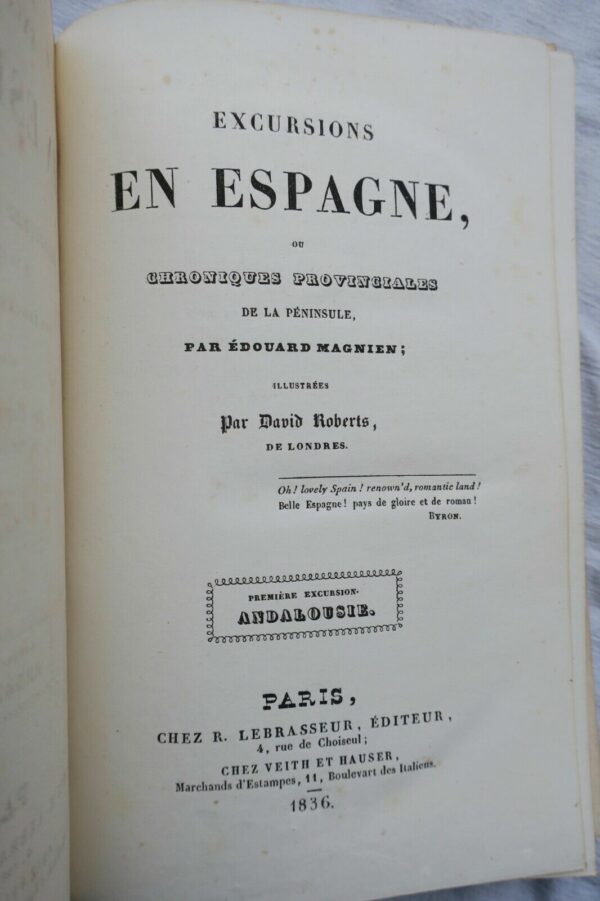 EXCURSIONS
EN ESPAGNE,
OU
CHRONIQUES PROVINCIALES
DE LA PÉNINSULE,
PAR ÉDOUARD MAGNIEN;
ILLUSTRÉES
Par David Roberts,
DE LONDRES.
Oh! lovely Spain! renown'd, romantic land!
Belle Espagne! pays de gloire et de roman!
BYRON.
PREMIÈRE EXCURSION.
ANDALOUSIE.
PARIS,
CHEZ R. LEBRASSEUR, ÉDITEUR,
4, rue de Choiseul;
CHEZ VEITH ET HAUSER,
Marchands d'Estampes, 11, Boulevart des Italiens.
1836.